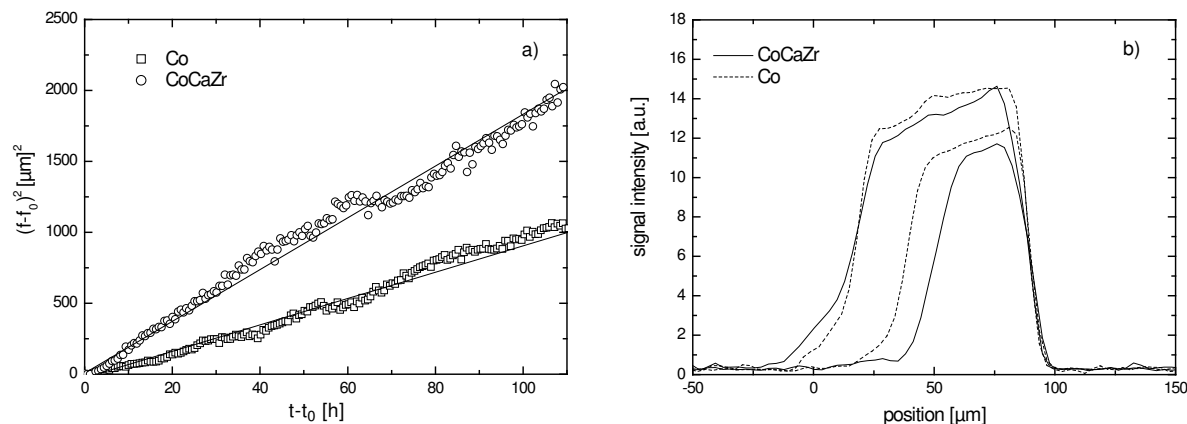 a)
Co
CoCaZr
2500
2000
1500
1000
500
0
(f-f₀)² [μm]²
0 20 40 60 80 100
t-t₀ [h]
b)
CoCaZr
Co
18
16
14
12
10
8
6
4
2
0
signal intensity [a.u.]
-50 0 50 100 150
position [μm]